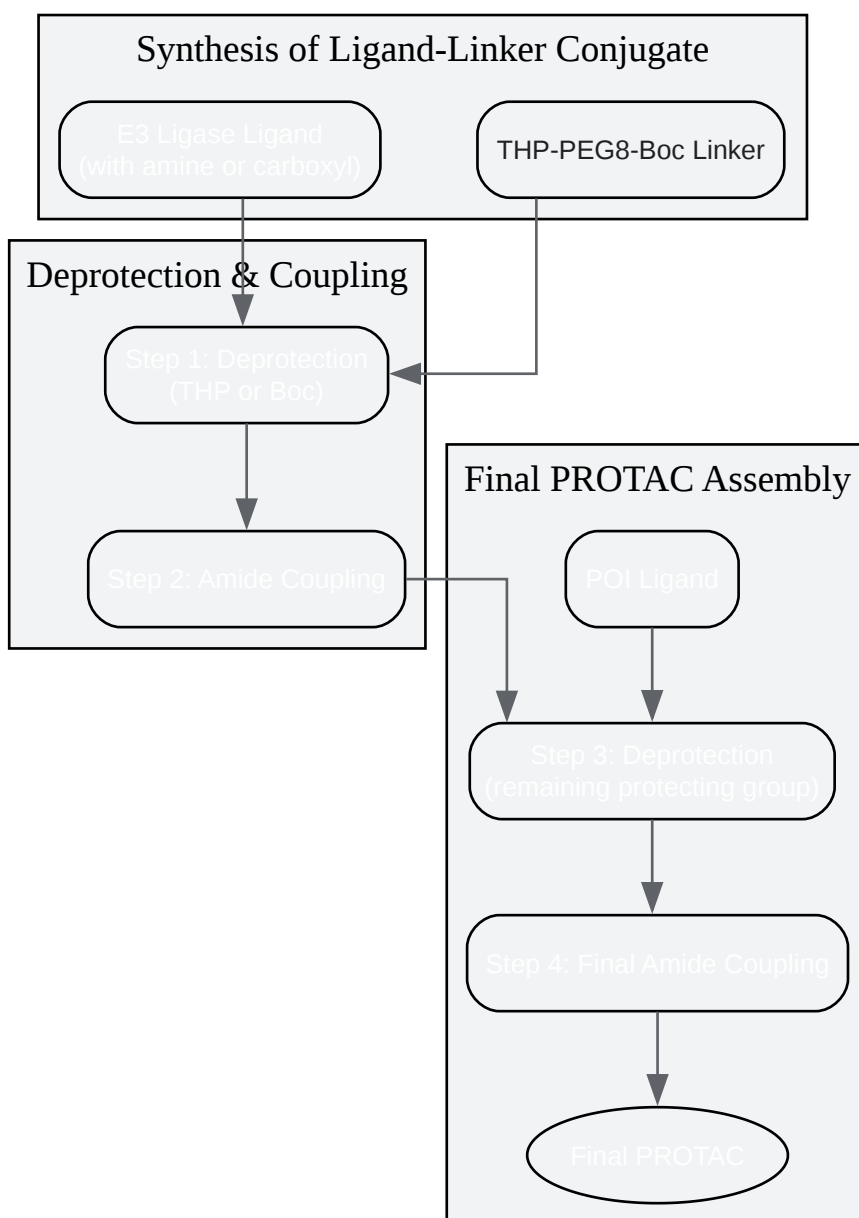 Synthesis of Ligand-Linker Conjugate
E3 Ligase Ligand
(with amine or carboxyl)
THP-PEG8-Boc Linker
Deprotection & Coupling
Step 1: Deprotection
(THP or Boc)
Step 2: Amide Coupling
Final PROTAC Assembly
POI Ligand
Step 3: Deprotection
(remaining protecting group)
Step 4: Final Amide Coupling
Final PROTAC